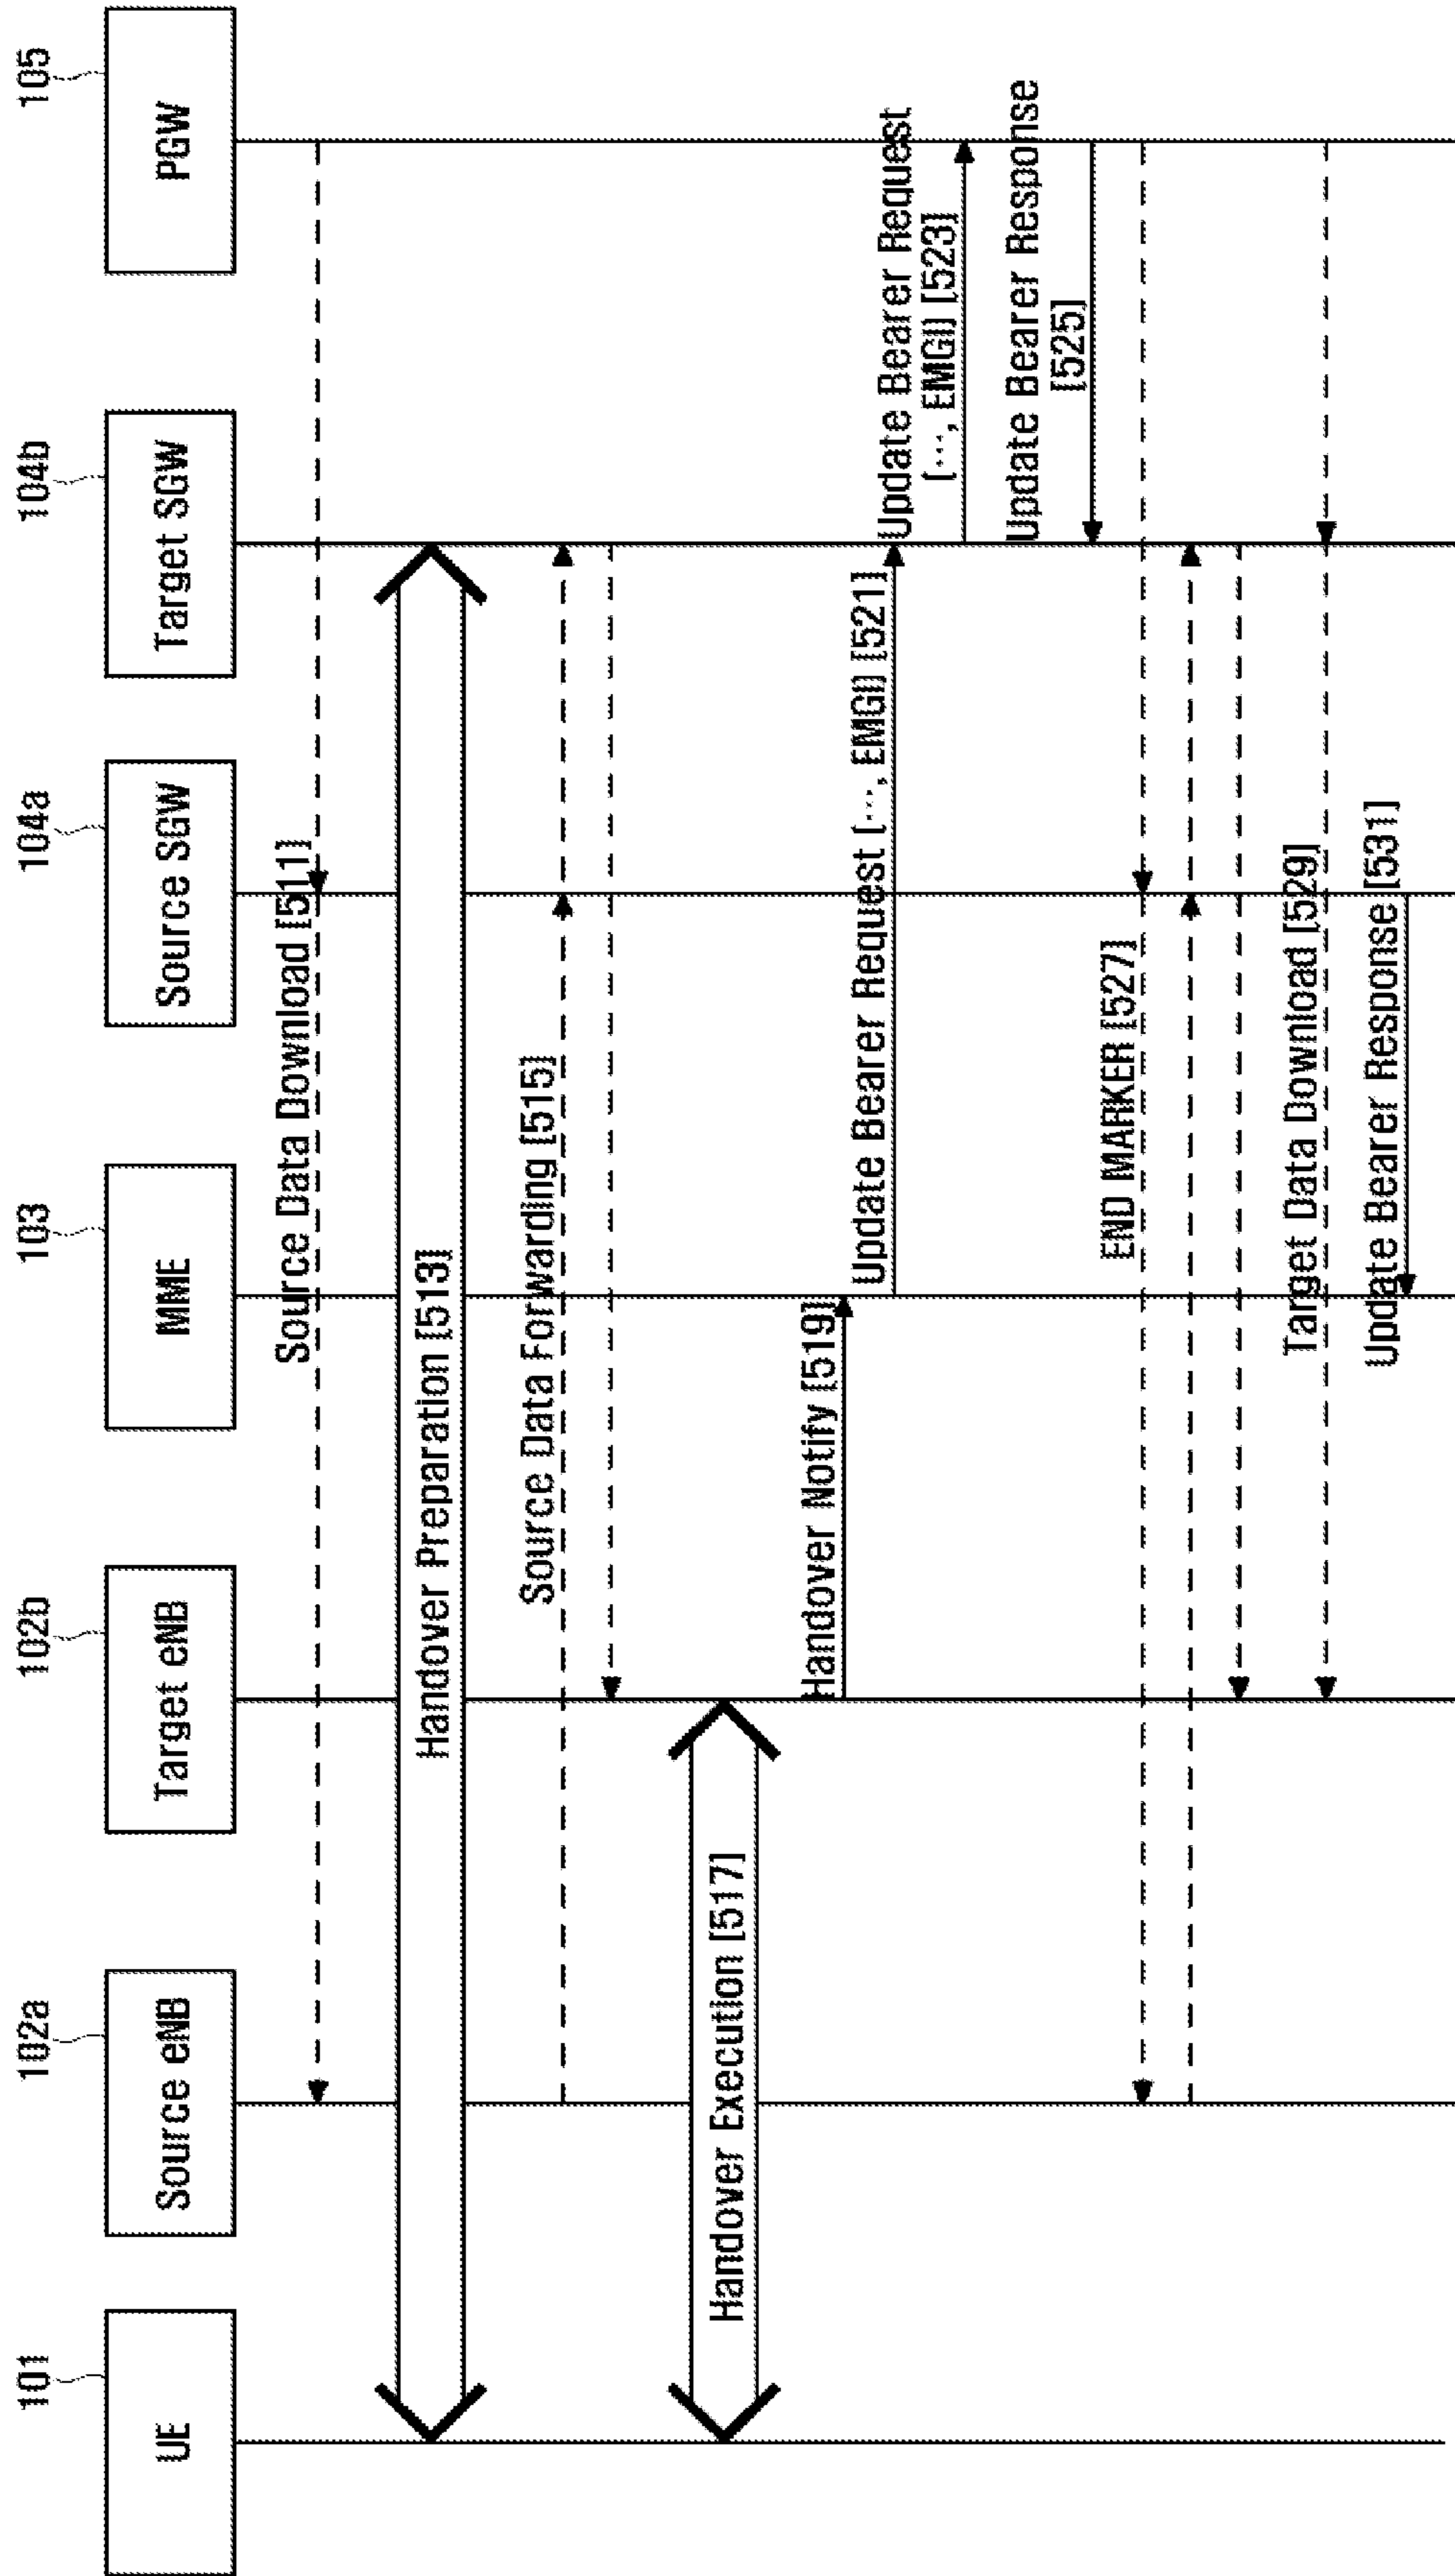 101
102a
102b
103
104a
104b
105
UE
Source eNB
Target eNB
MME
Source SGW
Target SGW
PGW
Source Data Download [511]
Handover Preparation [513]
Source Data Forwarding [515]
Handover Execution [517]
Handover Notify [519]
Update Bearer Request [···, EMGI] [521]
Update Bearer Request
[···, EMGI] [523]
Update Bearer Response
[525]
END MARKER [527]
Target Data Download [529]
Update Bearer Response [531]